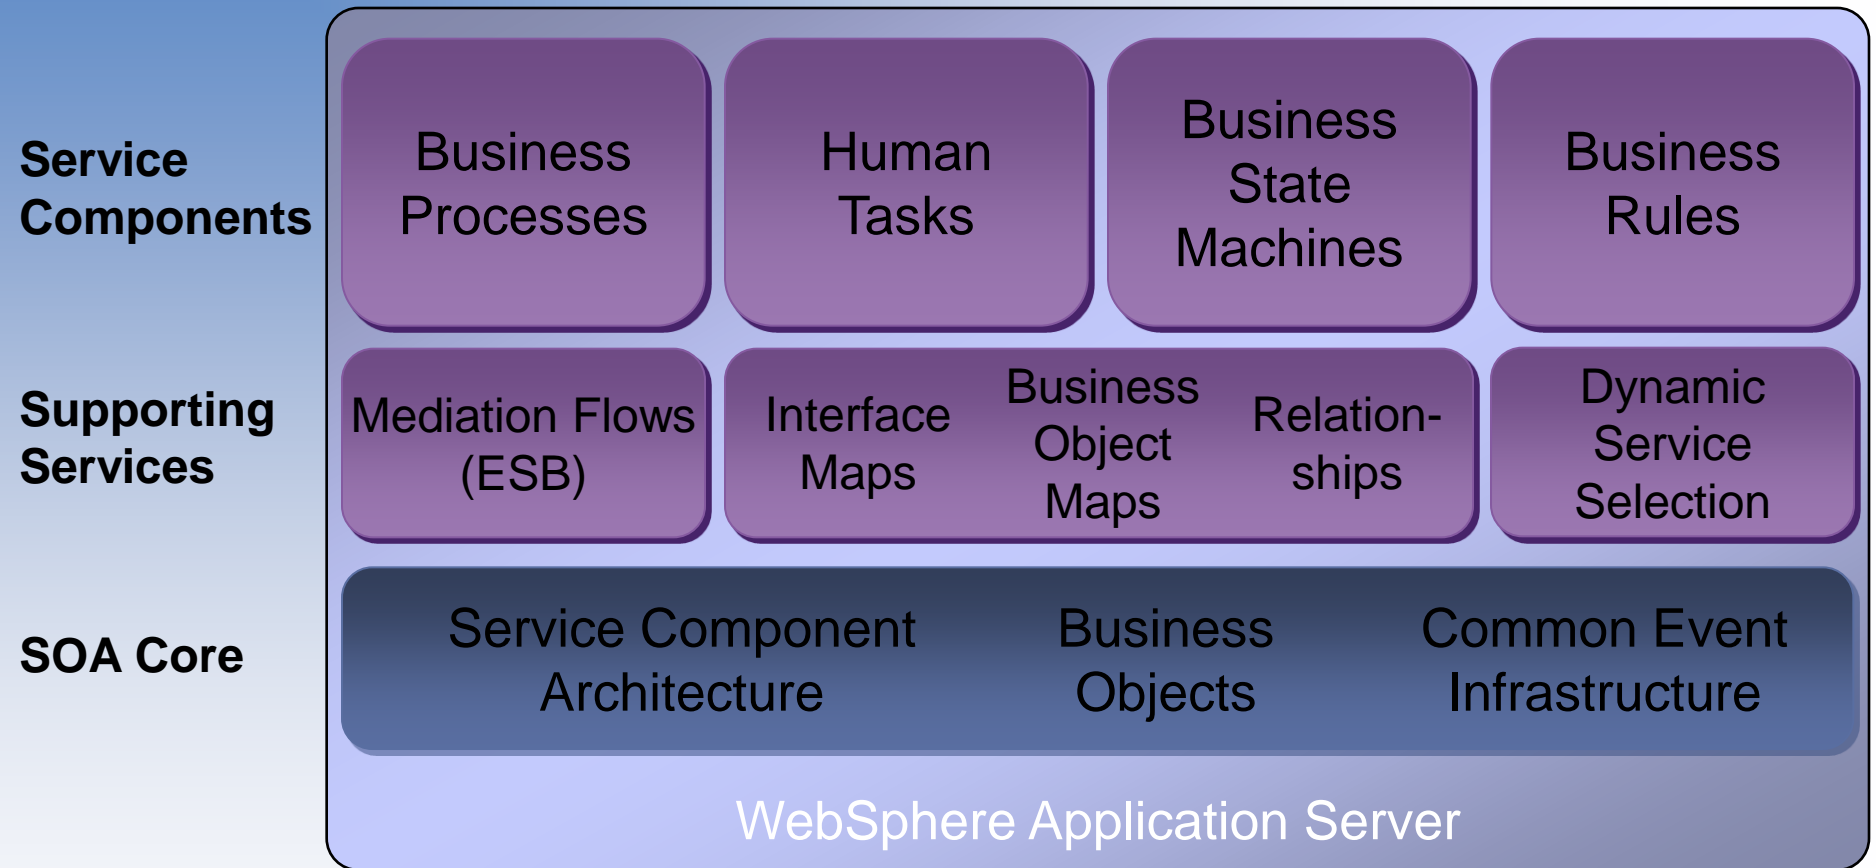 Service
Components
Business
Processes
Human
Tasks
Business
State
Machines
Business
Rules
Supporting
Services
Mediation Flows
(ESB)
Interface
Maps
Business
Object
Maps
Relation-
ships
Dynamic
Service
Selection
SOA Core
Service Component
Architecture
Business
Objects
Common Event
Infrastructure
WebSphere Application Server